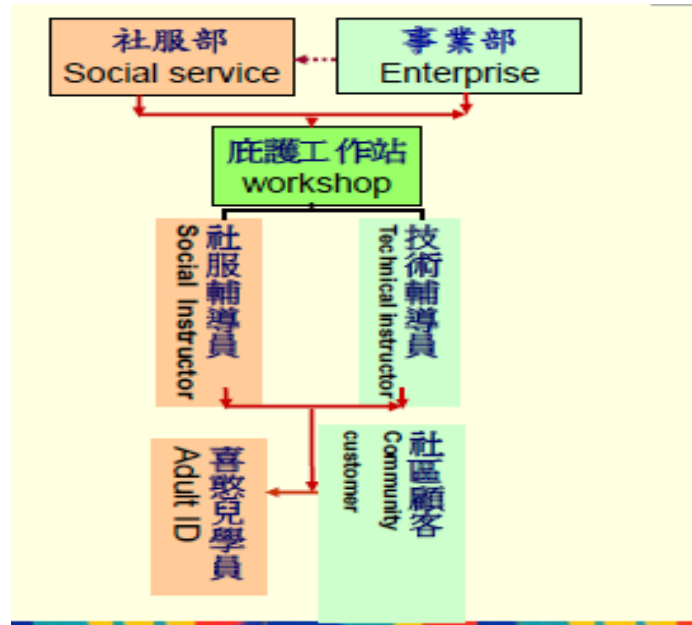 社服部
Social service
事業部
Enterprise
庇護工作站
workshop
社服輔導員
Social Instructor
技術輔導員
Technical instructor
喜憨兒學員
Adult ID
社區顧客
Community
customer